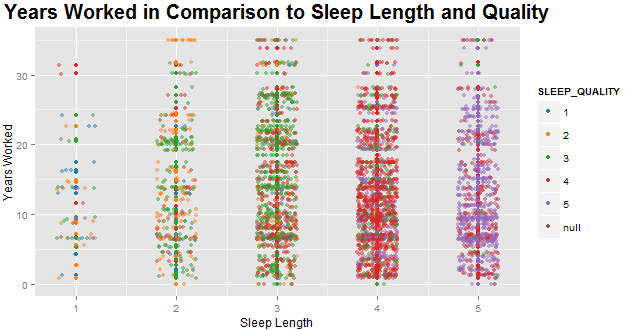 Years Worked in Comparison to Sleep Length and Quality
Years Worked
30
20
10
0
1 2 3 4 5
Sleep Length
SLEEP_QUALITY
1
2
3
4
5
null